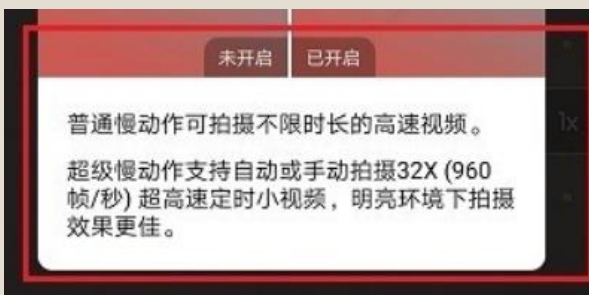 未开启 已开启
普通慢动作可拍摄不限时长的高速视频。
1x
超级慢动作支持自动或手动拍摄32X (960
帧/秒) 超高速定时小视频，明亮环境下拍摄
效果更佳。